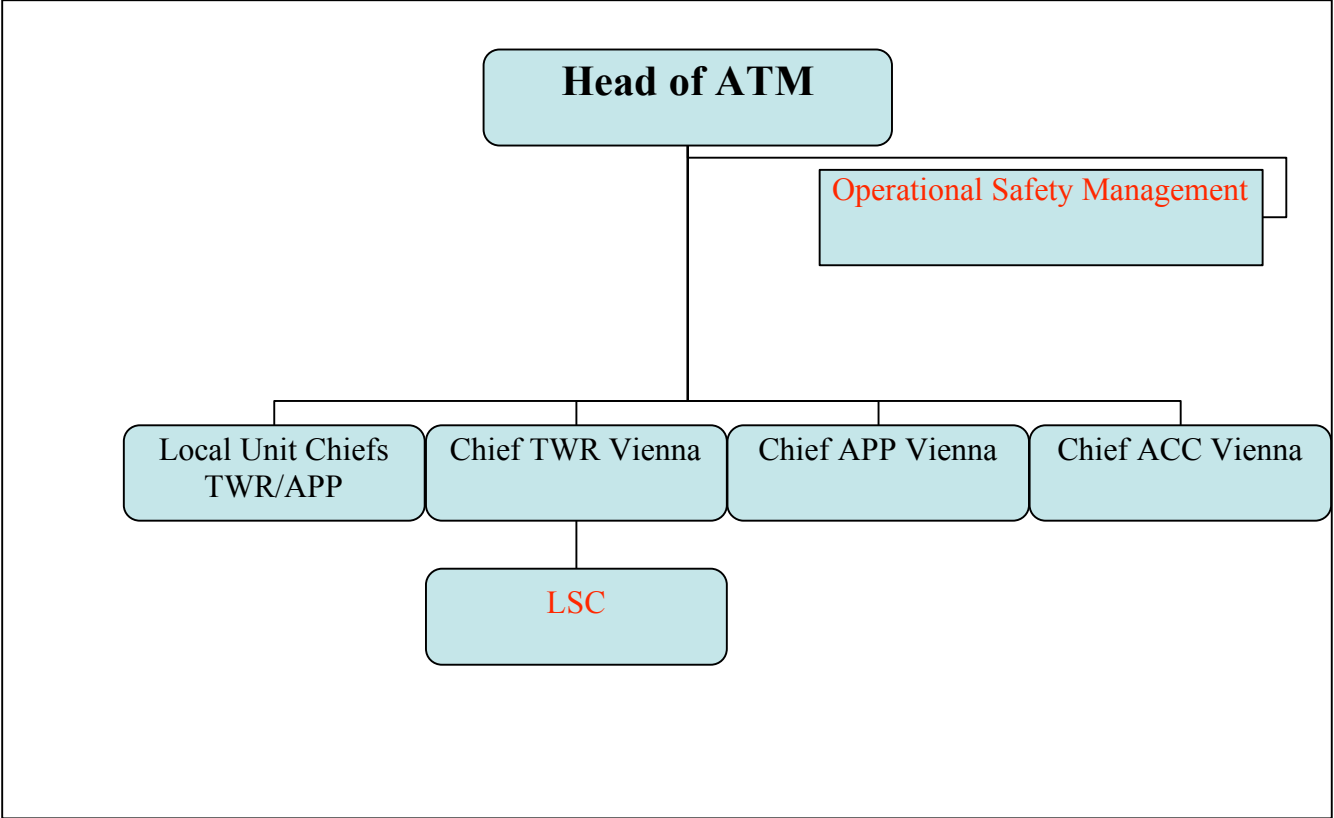 Head of ATM
Operational Safety Management
Local Unit Chiefs
TWR/APP
Chief TWR Vienna
Chief APP Vienna
Chief ACC Vienna
LSC